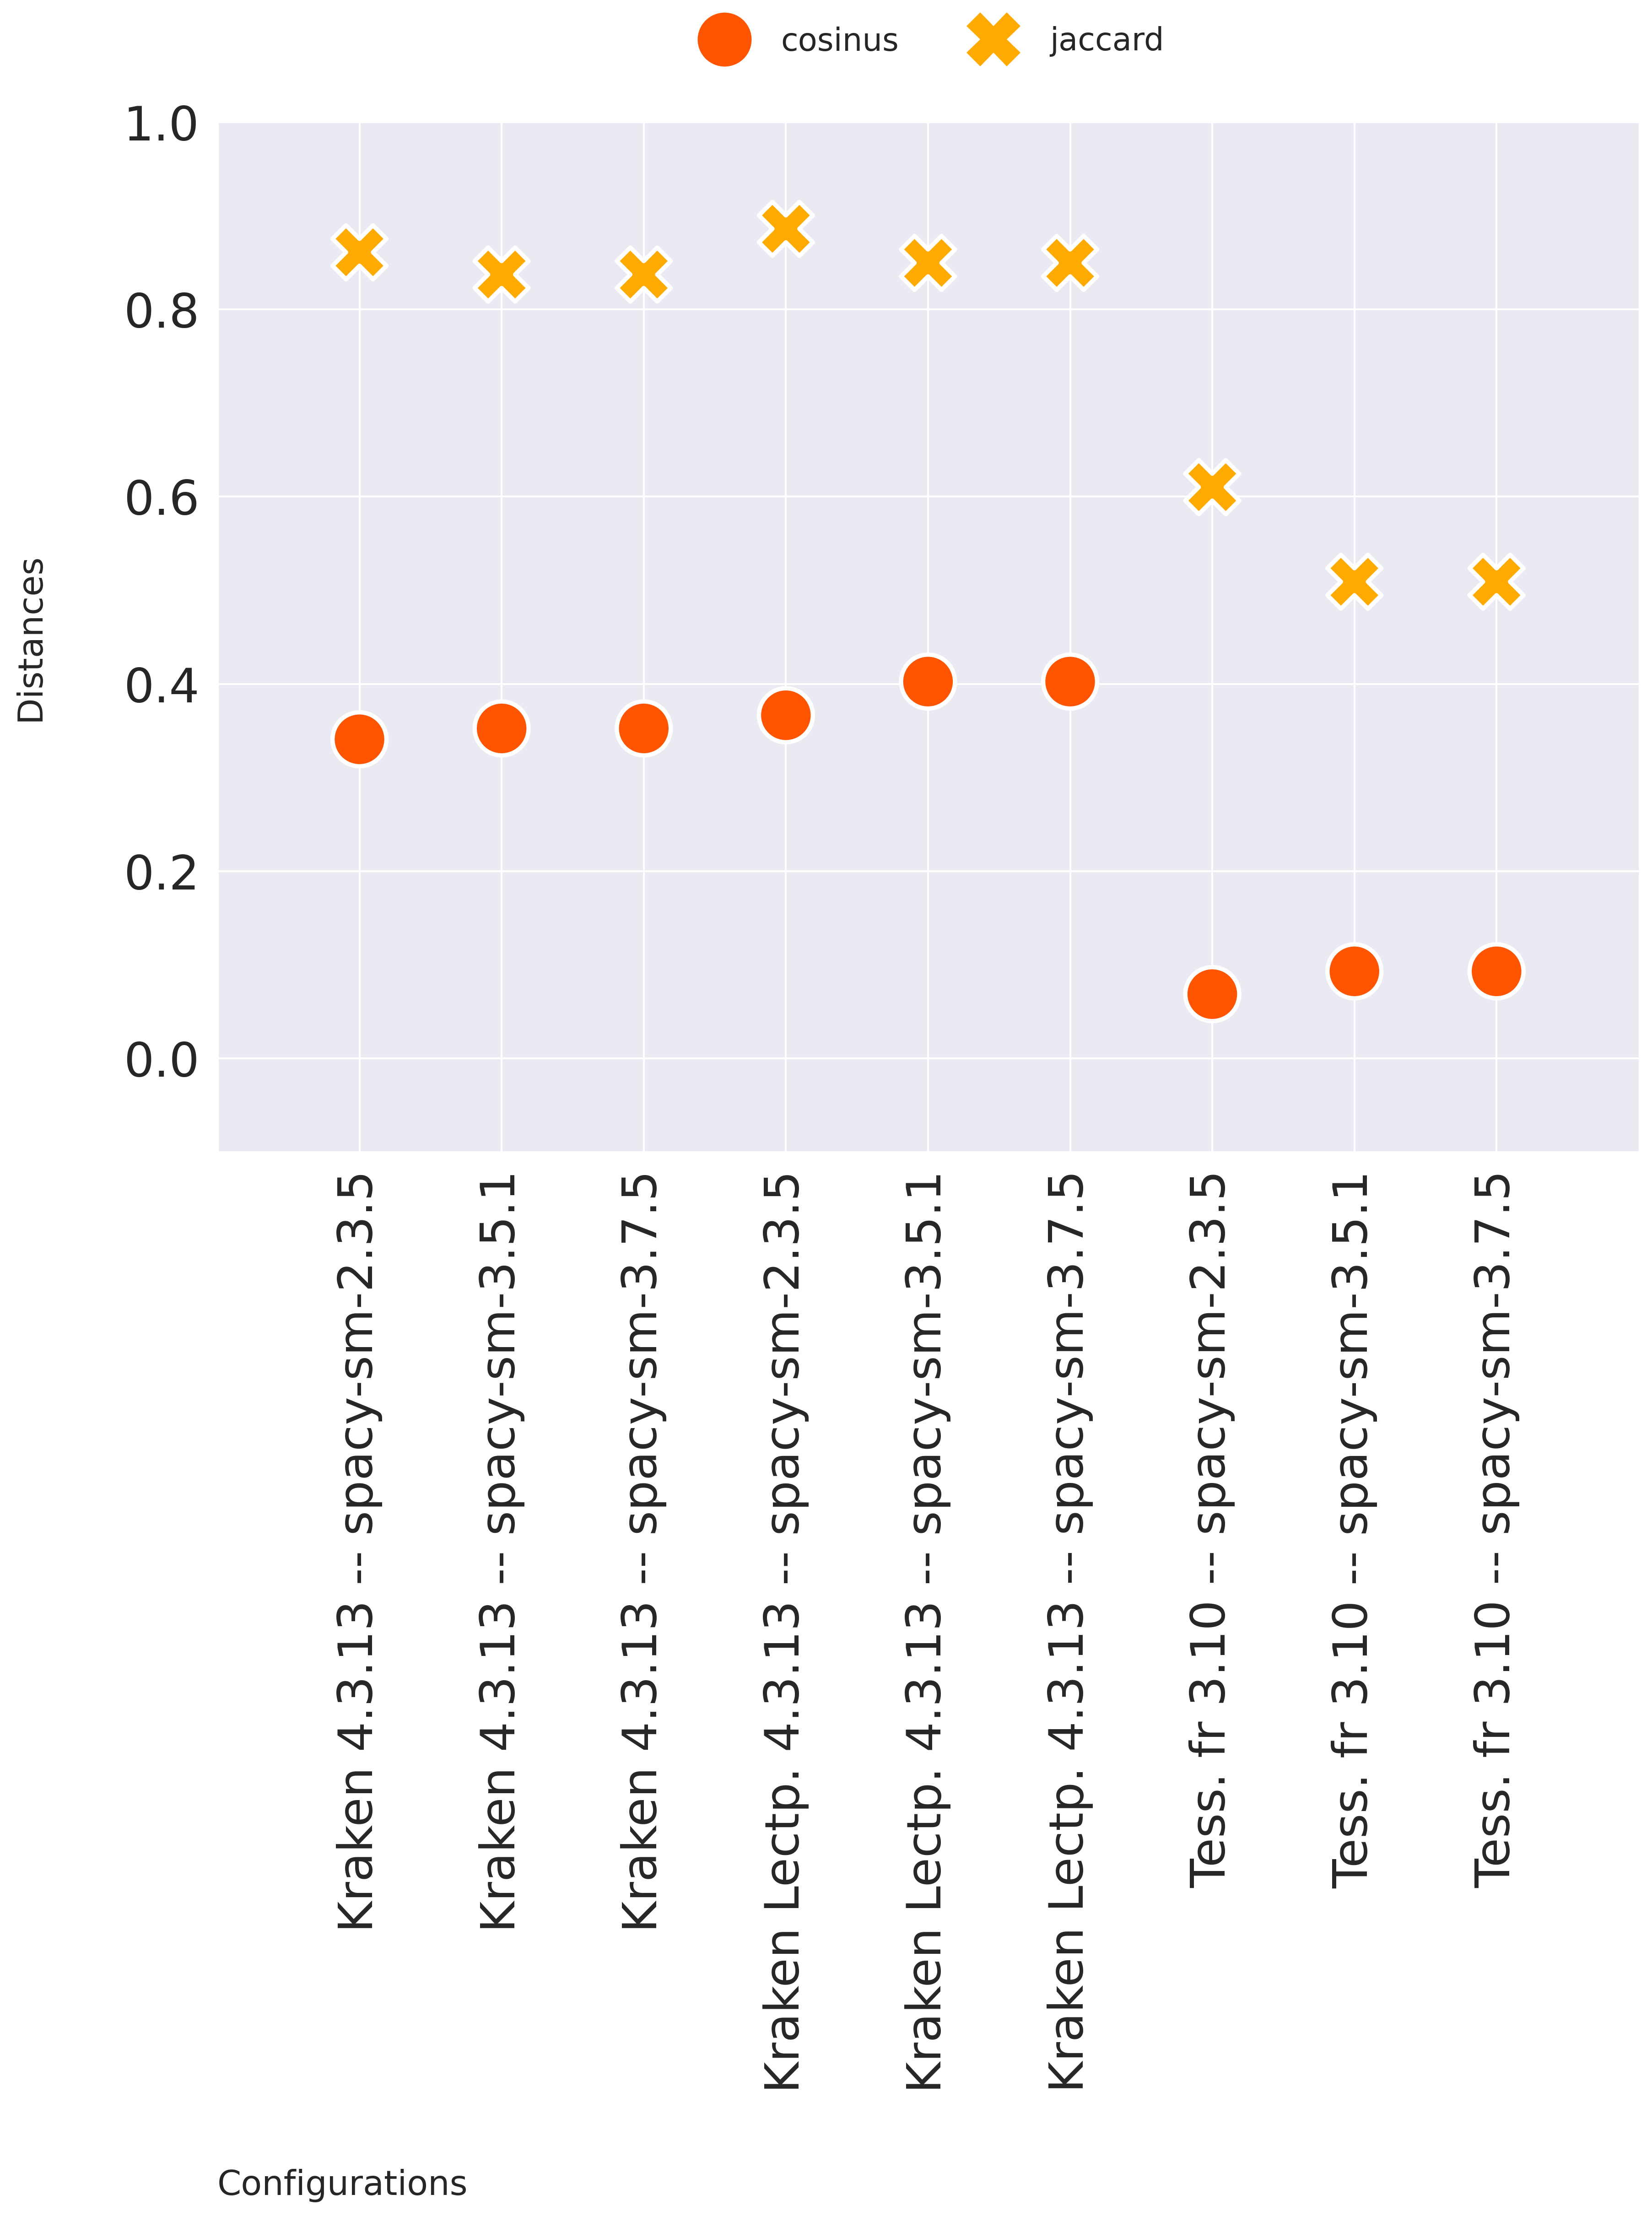 cosinus jaccard
1.0
0.8
0.6
0.4
0.2
0.0
Distances
Kraken 4.3.13 -- spacy-sm-2.3.5
Kraken 4.3.13 -- spacy-sm-3.5.1
Kraken 4.3.13 -- spacy-sm-3.7.5
Kraken Lectp. 4.3.13 -- spacy-sm-2.3.5
Kraken Lectp. 4.3.13 -- spacy-sm-3.5.1
Kraken Lectp. 4.3.13 -- spacy-sm-3.7.5
Tess. fr 3.10 -- spacy-sm-2.3.5
Tess. fr 3.10 -- spacy-sm-3.5.1
Tess. fr 3.10 -- spacy-sm-3.7.5
Configurations